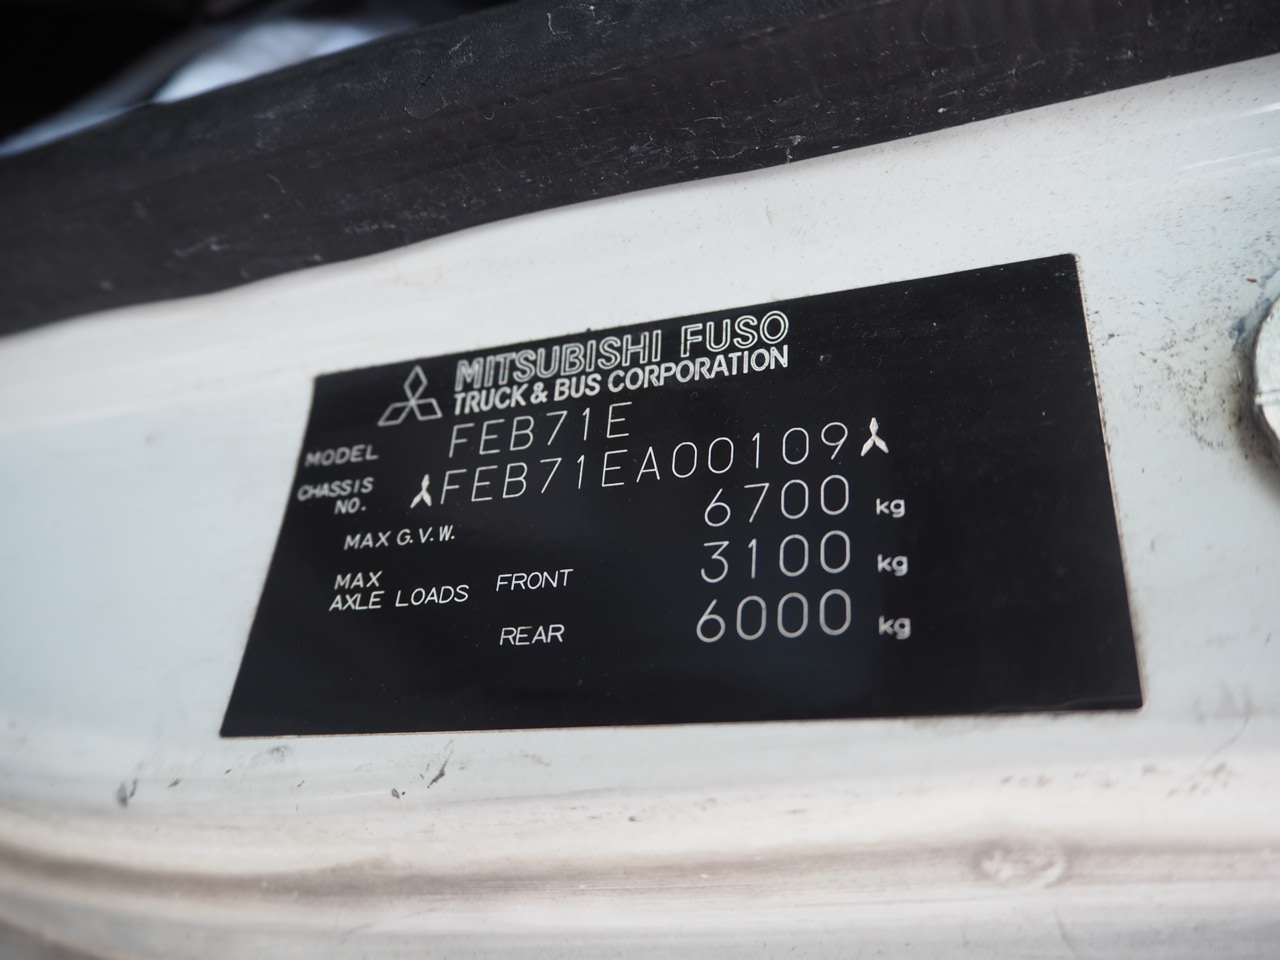 MITSUBISHI FUSO
TRUCK & BUS CORPORATION
MODEL FEB71E
CHASSIS NO. FEB71EA00109
MAX G.V.W. 6700 kg
MAX AXLE LOADS FRONT 3100 kg
REAR 6000 kg